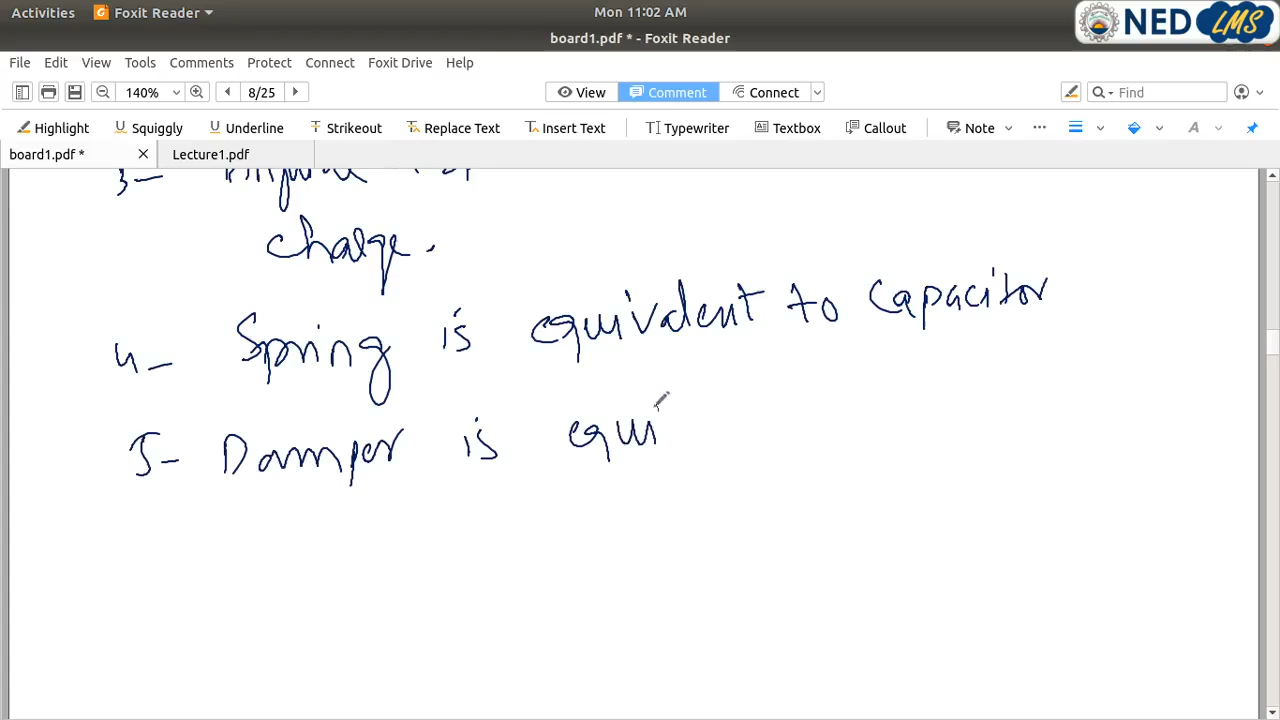 Activities Foxit Reader Mon 11:02 AM
NED LMS
board1.pdf * - Foxit Reader
File Edit View Tools Comments Protect Connect Foxit Drive Help
140% 8/25 View Comment Connect Find
Highlight Squiggly Underline Strikeout Replace Text Insert Text Typewriter Textbox Callout Note
board1.pdf * Lecture1.pdf
3-
charge.
4- Spring is equivalent to capacitor
5- Damper is equi